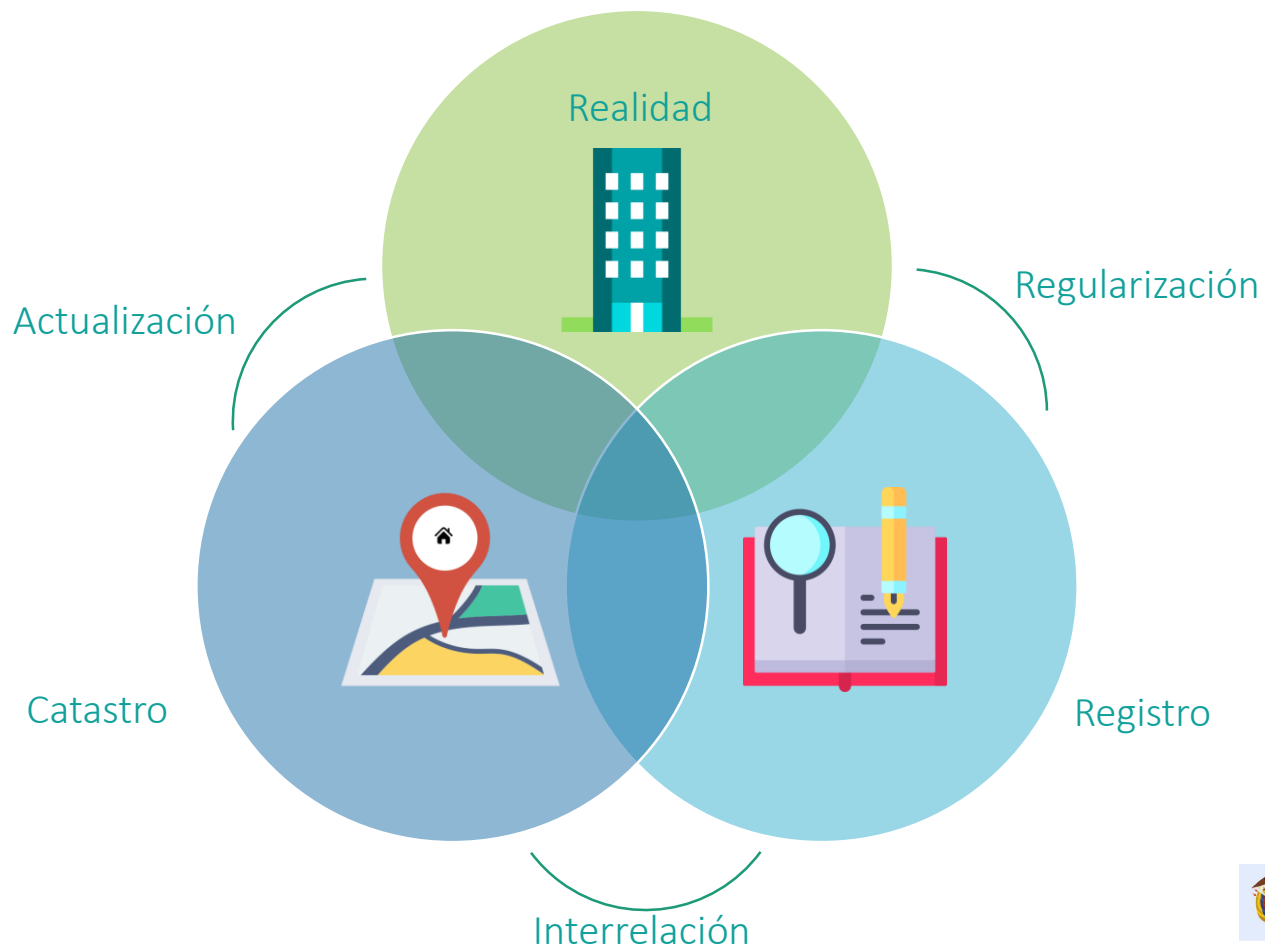 Realidad
Regularización
Actualización
Catastro
Registro
Interrelación